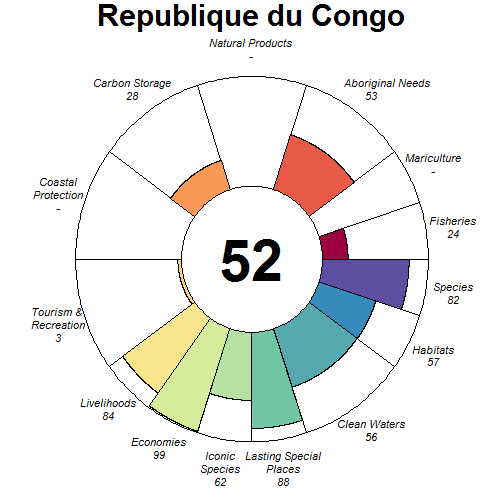 Republique du Congo
Natural Products
-
Carbon Storage
28
Aboriginal Needs
53
Mariculture
-
Coastal
Protection
-
Fisheries
24
52
Species
82
Tourism &
Recreation
3
Habitats
57
Livelihoods
84
Clean Waters
56
Economies
99
Iconic
Species
62
Lasting Special
Places
88